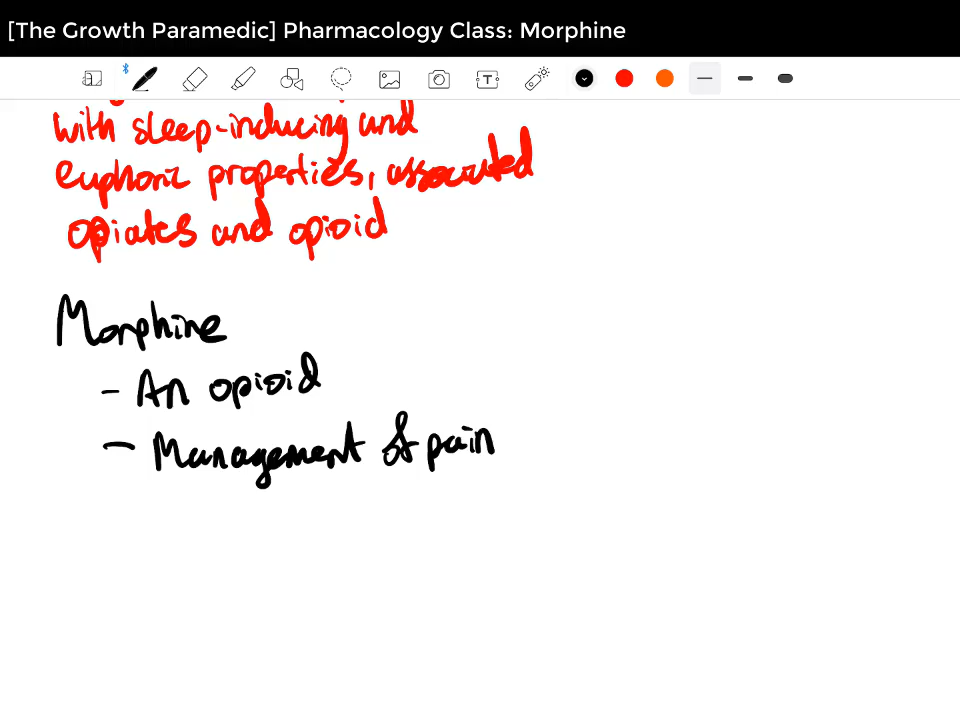 [The Growth Paramedic] Pharmacology Class: Morphine
with sleep-inducing and
euphoric properties, associated
opiates and opioid
Morphine
- An opioid
- Management of pain